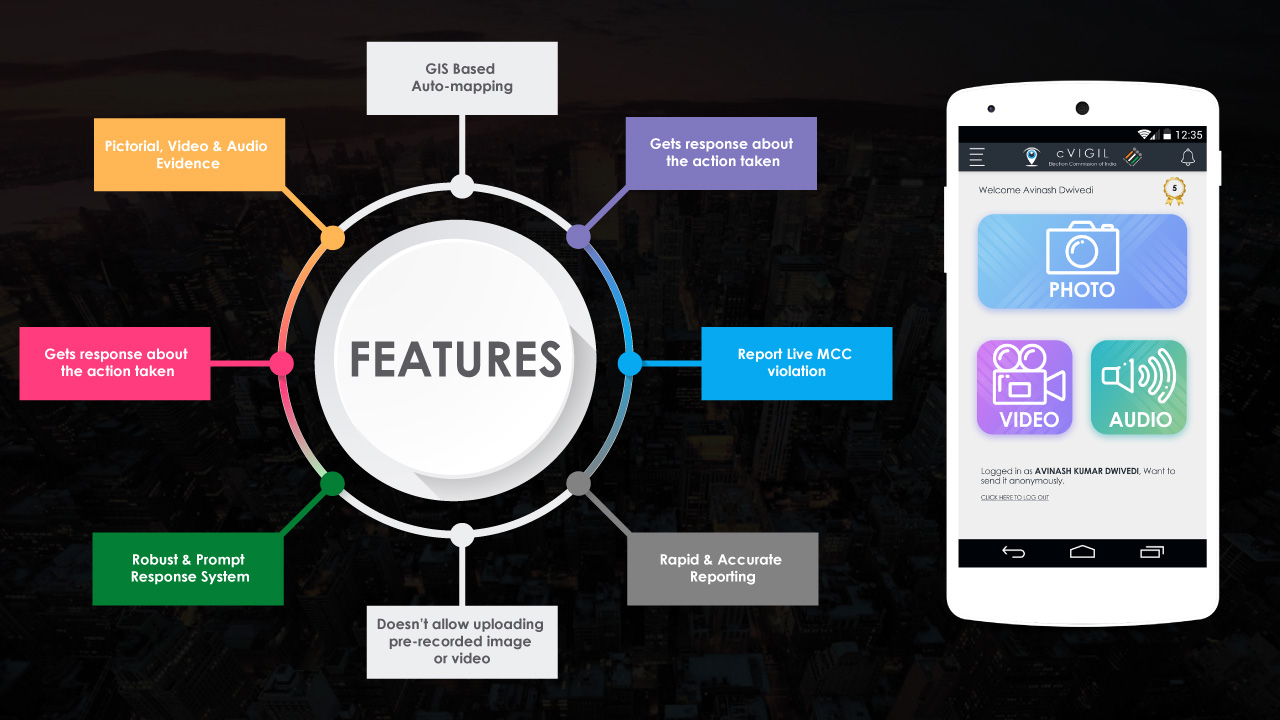 GIS Based
Auto-mapping
Pictorial, Video & Audio
Evidence
Gets response about
the action taken
Gets response about
the action taken
FEATURES
Report Live MCC
violation
Robust & Prompt
Response System
Rapid & Accurate
Reporting
Doesn't allow uploading
pre-recorded image
or video
12:35
cVIGIL
Election Commission of India
Welcome Avinash Dwivedi
5
PHOTO
VIDEO
AUDIO
Logged in as AVINASH KUMAR DWIVEDI, Want to
send it anonymously.
CLICK HERE TO LOG OUT